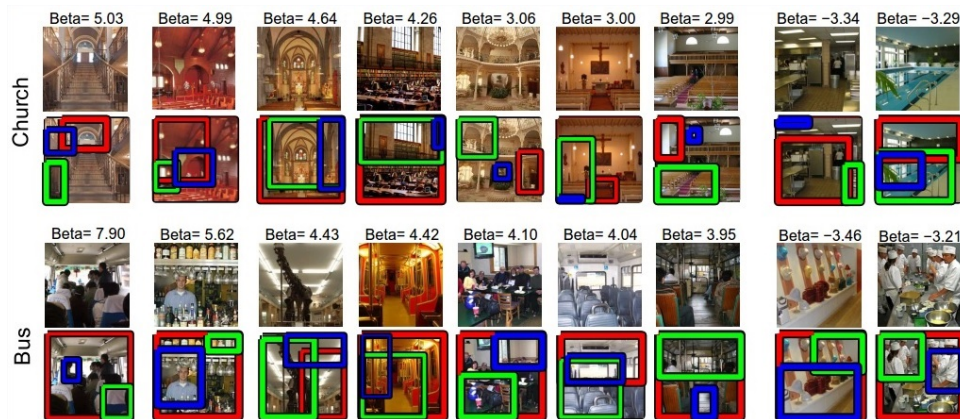 Beta= 5.03 Beta= 4.99 Beta= 4.64 Beta= 4.26 Beta= 3.06 Beta= 3.00 Beta= 2.99 Beta= −3.34 Beta= −3.29
Church
Beta= 7.90 Beta= 5.62 Beta= 4.43 Beta= 4.42 Beta= 4.10 Beta= 4.04 Beta= 3.95 Beta= −3.46 Beta= −3.21
Bus